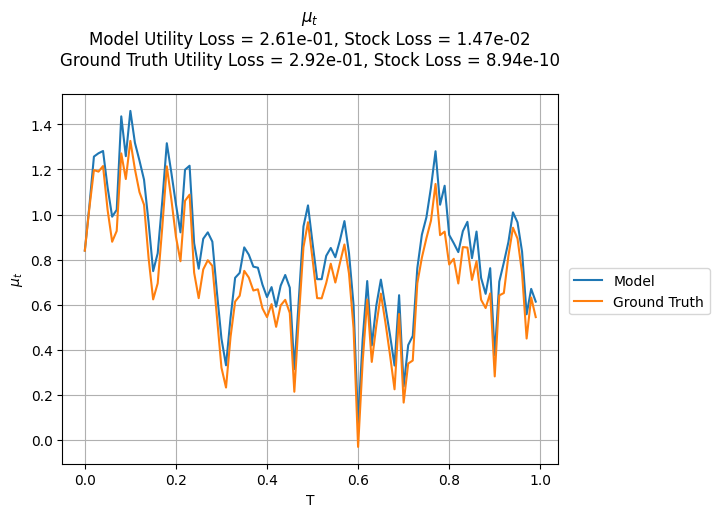 μₜ
Model Utility Loss = 2.61e-01, Stock Loss = 1.47e-02
Ground Truth Utility Loss = 2.92e-01, Stock Loss = 8.94e-10
1.4
1.2
1.0
0.8
0.6
0.4
0.2
0.0
μₜ
0.0 0.2 0.4 0.6 0.8 1.0
T
Model
Ground Truth